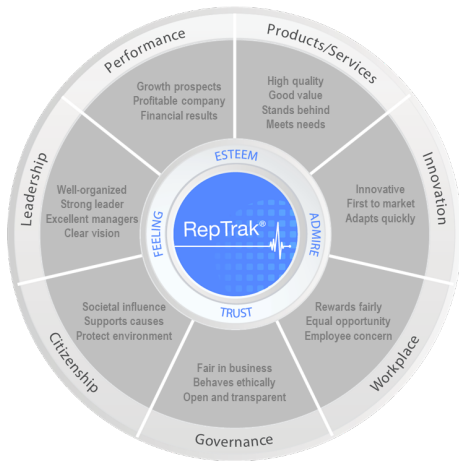 Performance
Growth prospects
Profitable company
Financial results
Products/Services
High quality
Good value
Stands behind
Meets needs
Innovation
Innovative
First to market
Adapts quickly
Workplace
Rewards fairly
Equal opportunity
Employee concern
Governance
Fair in business
Behaves ethically
Open and transparent
Citizenship
Societal influence
Supports causes
Protect environment
Leadership
Well-organized
Strong leader
Excellent managers
Clear vision
ESTEEM
ADMIRE
TRUST
FEELING
RepTrak®